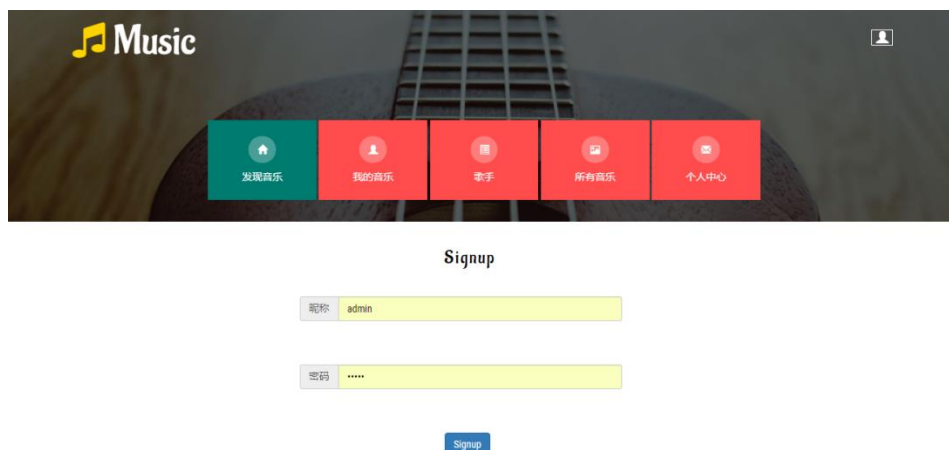 Music
发现音乐
我的音乐
歌手
所有音乐
个人中心
Signup
昵称 admin
密码 •••••
Signup